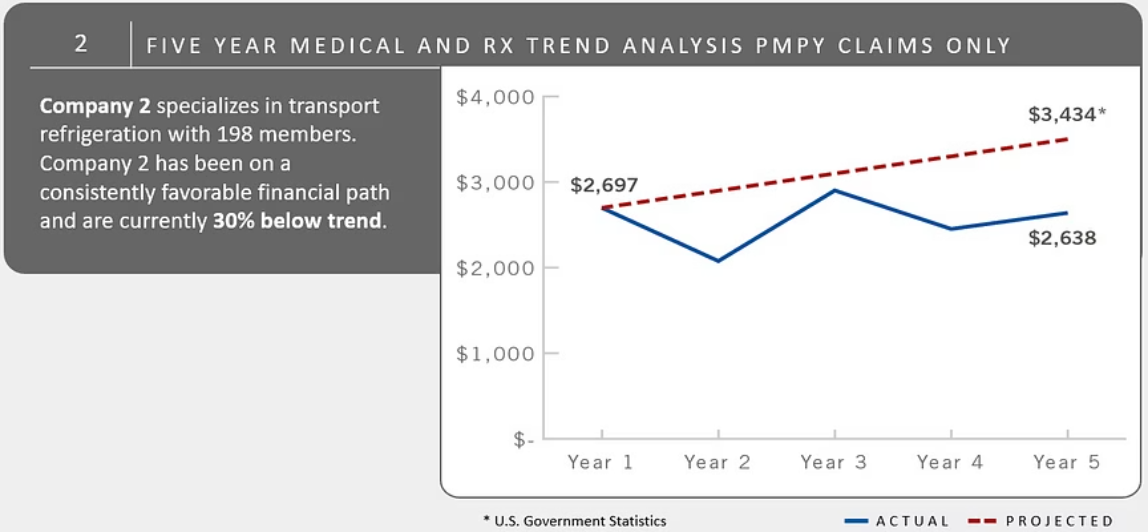 2
FIVE YEAR MEDICAL AND RX TREND ANALYSIS PMPY CLAIMS ONLY
Company 2 specializes in transport
refrigeration with 198 members.
Company 2 has been on a
consistently favorable financial path
and are currently 30% below trend.
$4,000
$3,000
$2,000
$1,000
$-
$2,697
$3,434*
$2,638
Year 1 Year 2 Year 3 Year 4 Year 5
* U.S. Government Statistics
ACTUAL PROJECTED